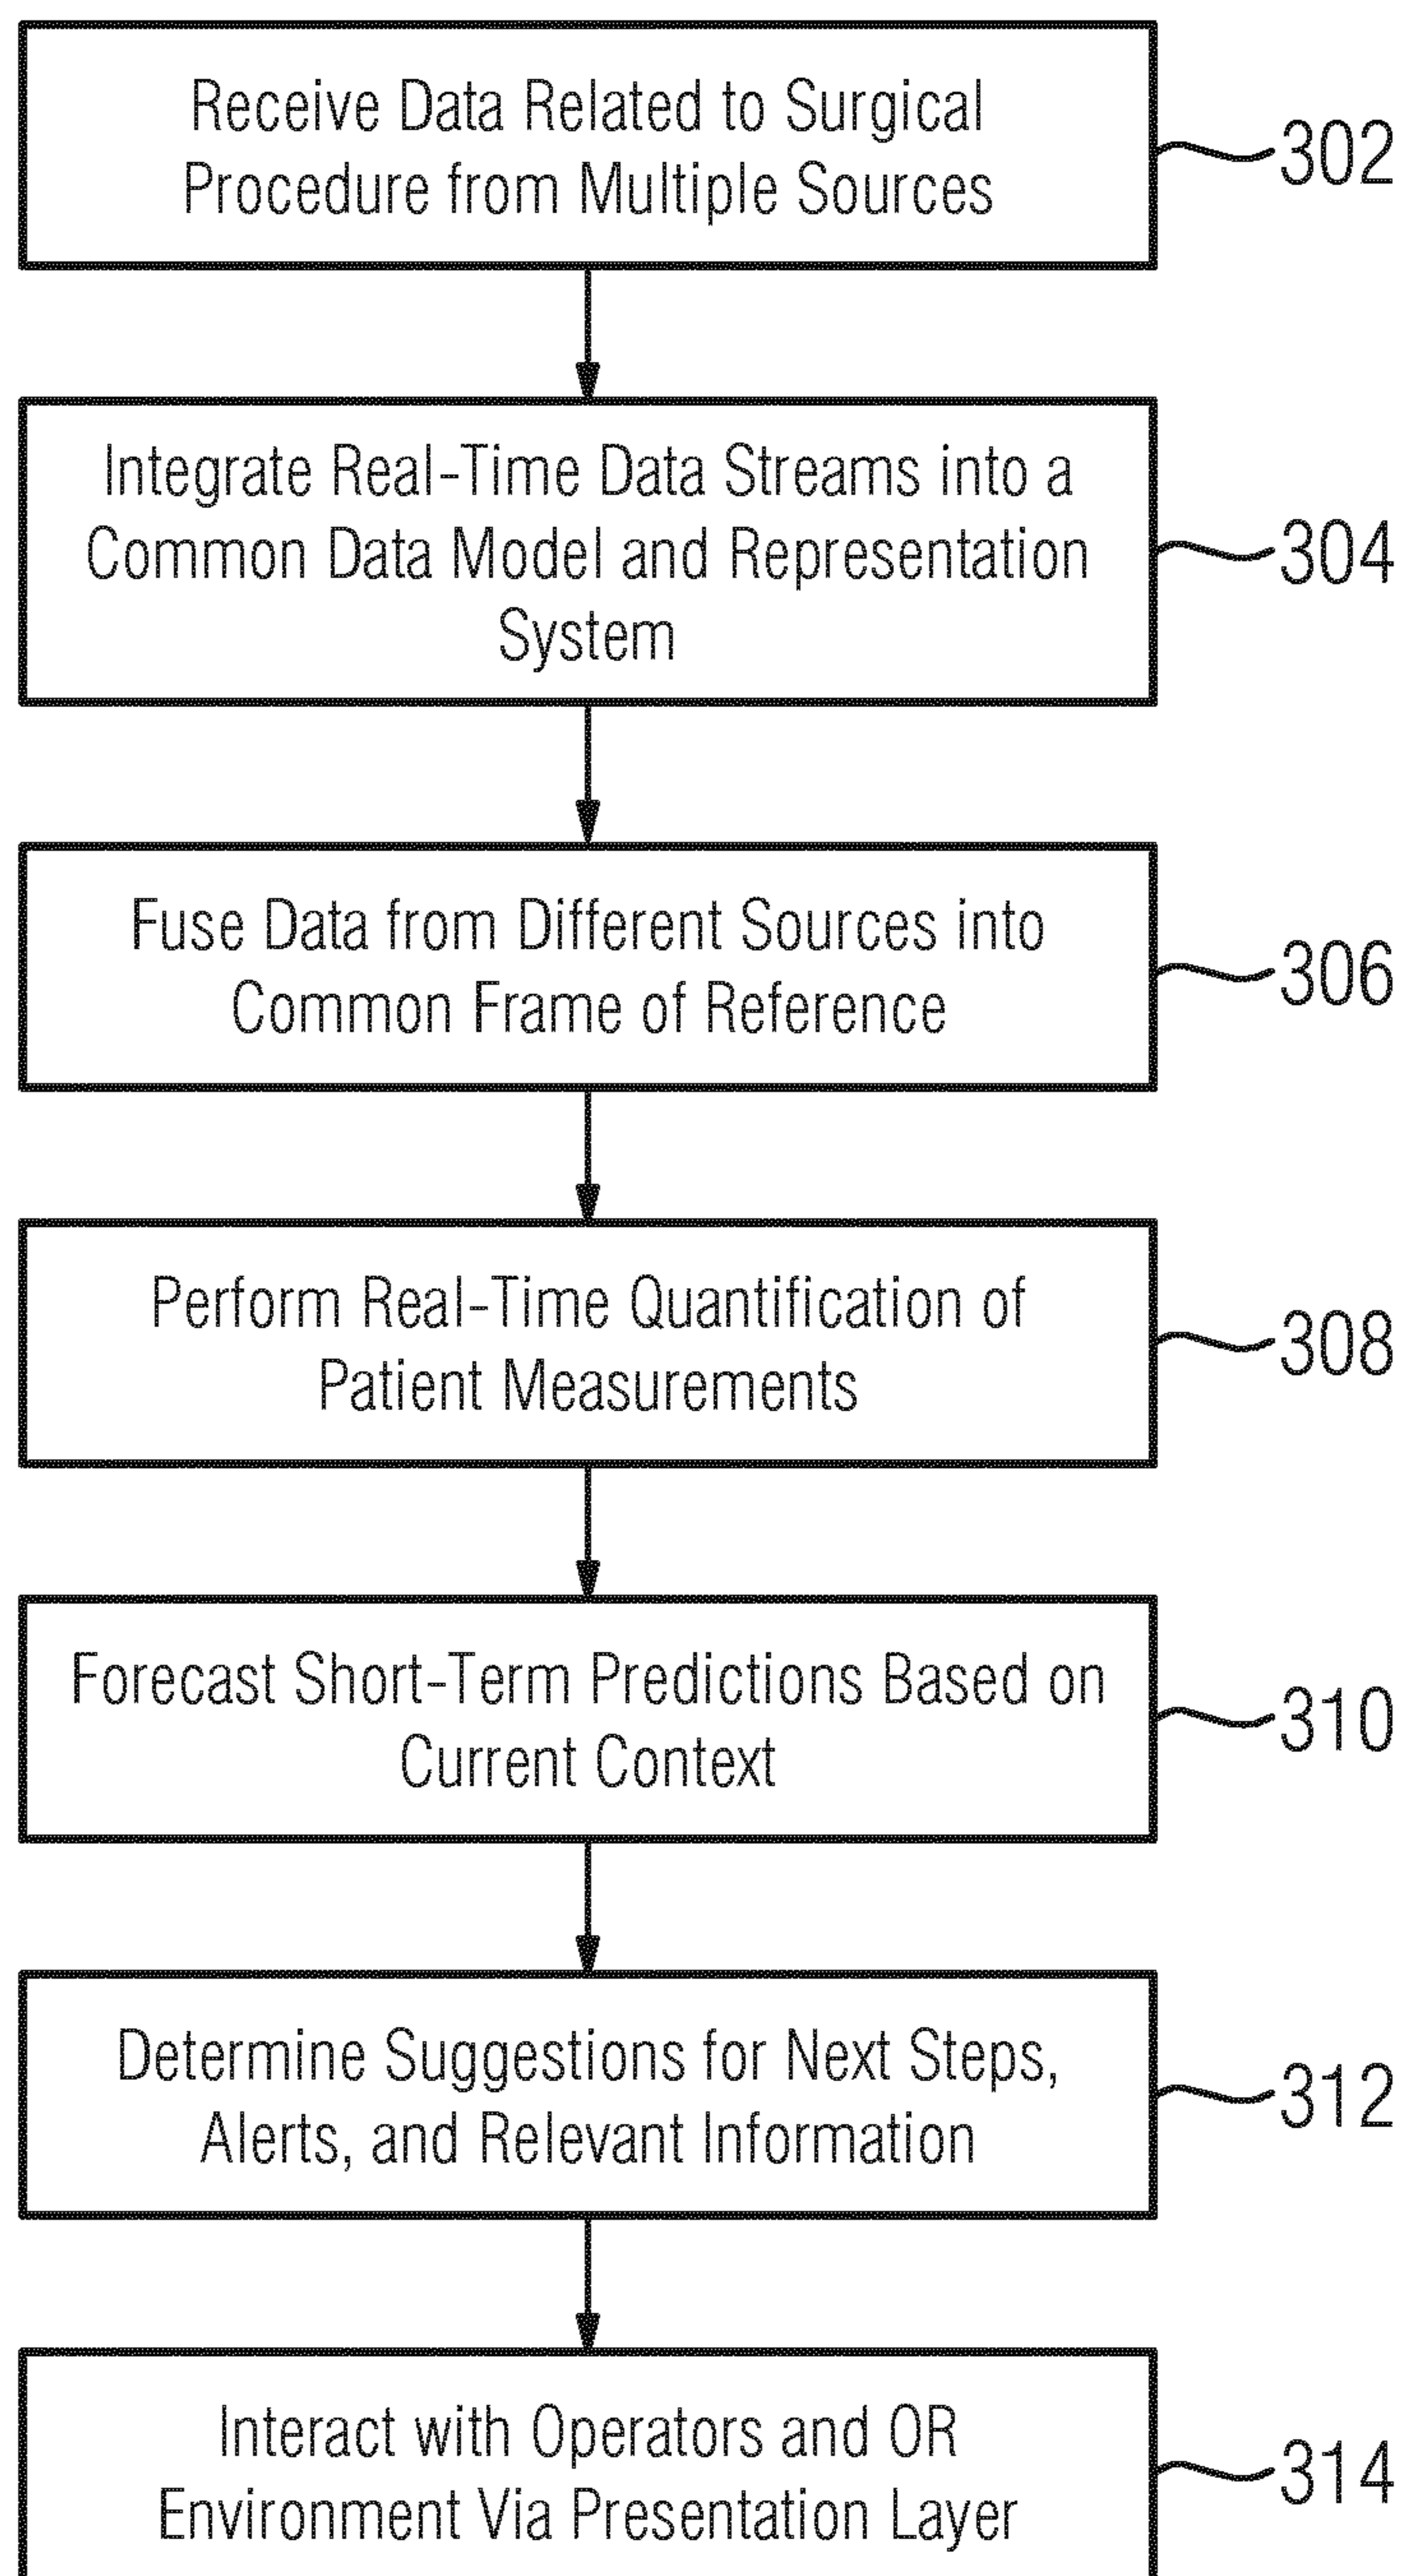 Receive Data Related to Surgical
Procedure from Multiple Sources
302
Integrate Real-Time Data Streams into a
Common Data Model and Representation
System
304
Fuse Data from Different Sources into
Common Frame of Reference
306
Perform Real-Time Quantification of
Patient Measurements
308
Forecast Short-Term Predictions Based on
Current Context
310
Determine Suggestions for Next Steps,
Alerts, and Relevant Information
312
Interact with Operators and OR
Environment Via Presentation Layer
314